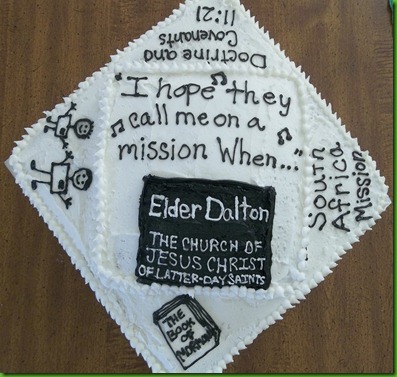 Doctrine and
Covenants
11:21
"I hope they
call me on a
mission When..."
South
Africa
Mission
Elder Dalton
THE CHURCH OF
JESUS CHRIST
OF LATTER-DAY SAINTS
THE
BOOK
OF
MORMON